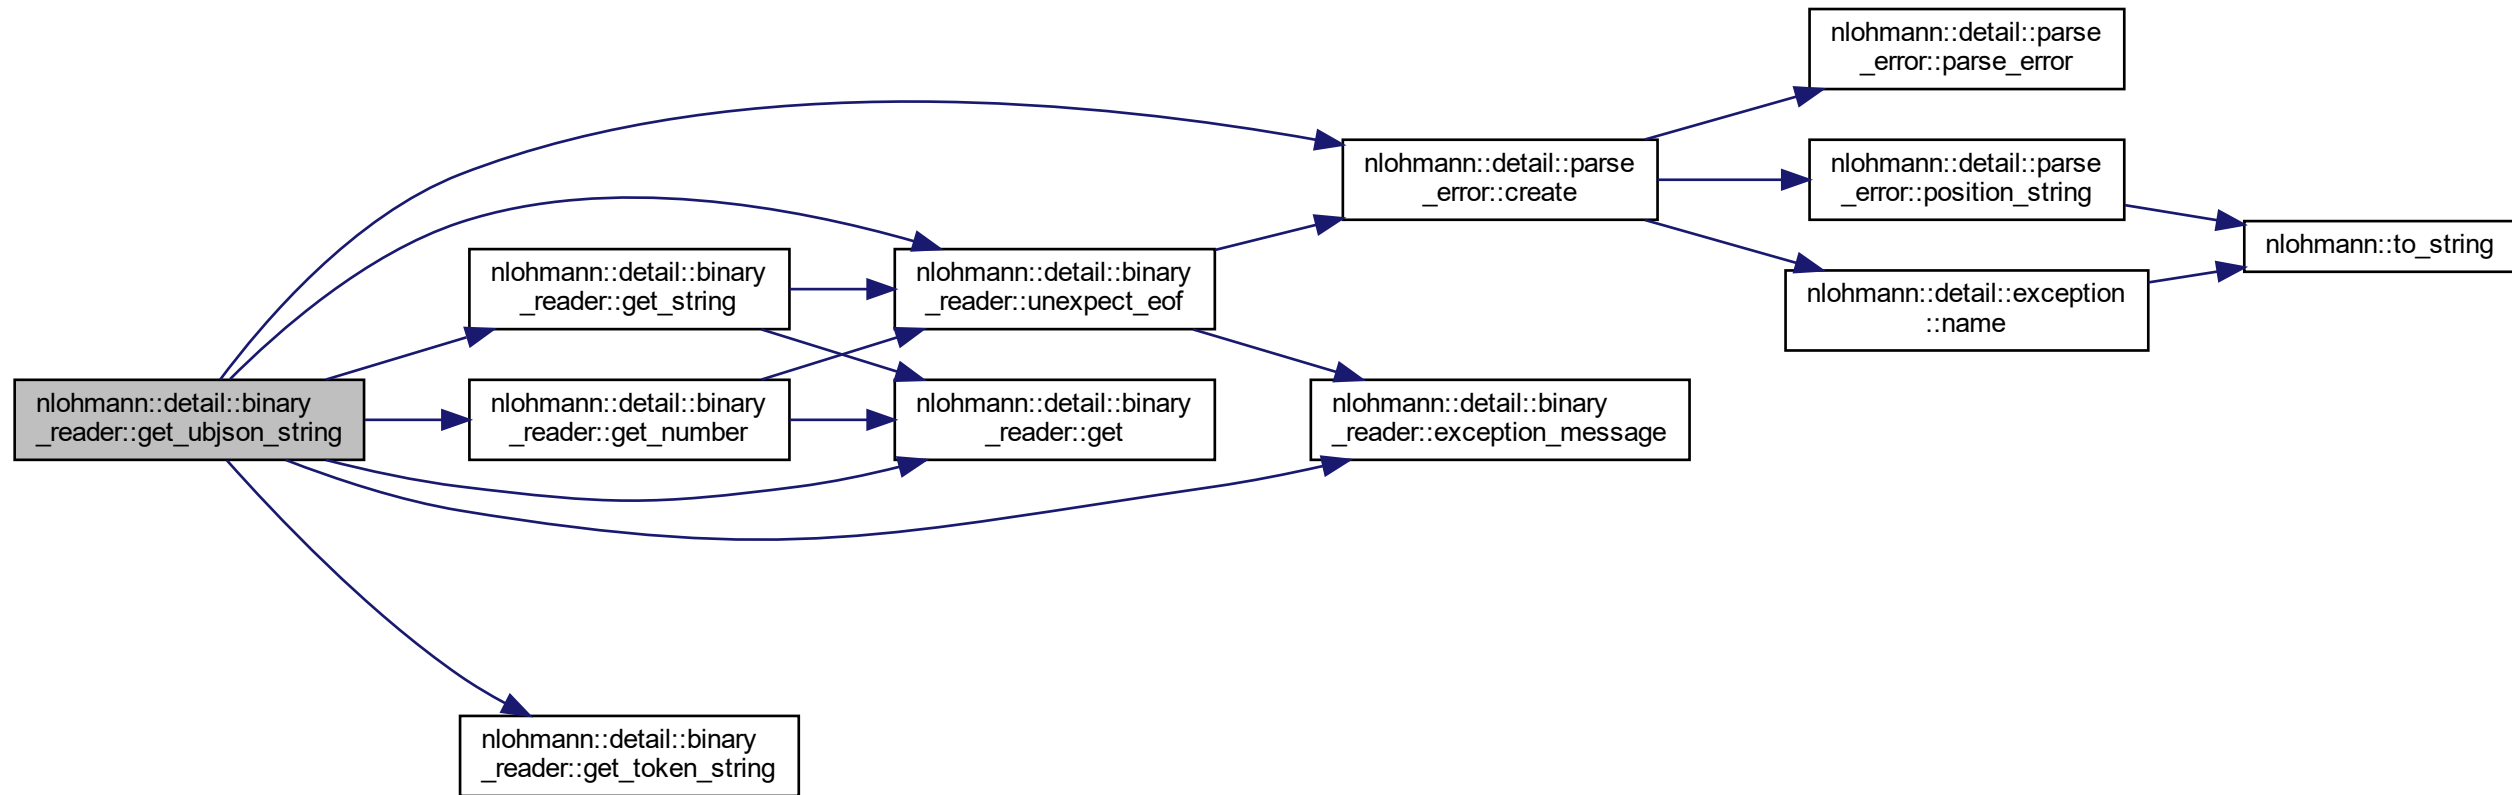 nlohmann::detail::parse
_error::parse_error
nlohmann::detail::parse
_error::create
nlohmann::detail::parse
_error::position_string
nlohmann::to_string
nlohmann::detail::binary
_reader::get_string
nlohmann::detail::binary
_reader::unexpect_eof
nlohmann::detail::exception
::name
nlohmann::detail::binary
_reader::get_ubjson_string
nlohmann::detail::binary
_reader::get_number
nlohmann::detail::binary
_reader::get
nlohmann::detail::binary
_reader::exception_message
nlohmann::detail::binary
_reader::get_token_string